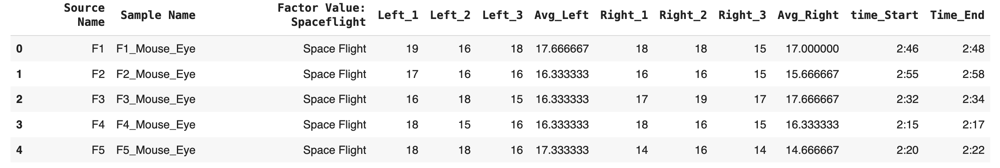 Source Name Sample Name Factor Value: Spaceflight Left_1 Left_2 Left_3 Avg_Left Right_1 Right_2 Right_3 Avg_Right time_Start Time_End
0 F1 F1_Mouse_Eye Space Flight 19 16 18 17.666667 18 18 15 17.000000 2:46 2:48
1 F2 F2_Mouse_Eye Space Flight 17 16 16 16.333333 16 16 15 15.666667 2:55 2:58
2 F3 F3_Mouse_Eye Space Flight 16 18 15 16.333333 17 19 17 17.666667 2:32 2:34
3 F4 F4_Mouse_Eye Space Flight 18 15 16 16.333333 18 16 15 16.333333 2:15 2:17
4 F5 F5_Mouse_Eye Space Flight 18 18 16 17.333333 14 16 14 14.666667 2:20 2:22